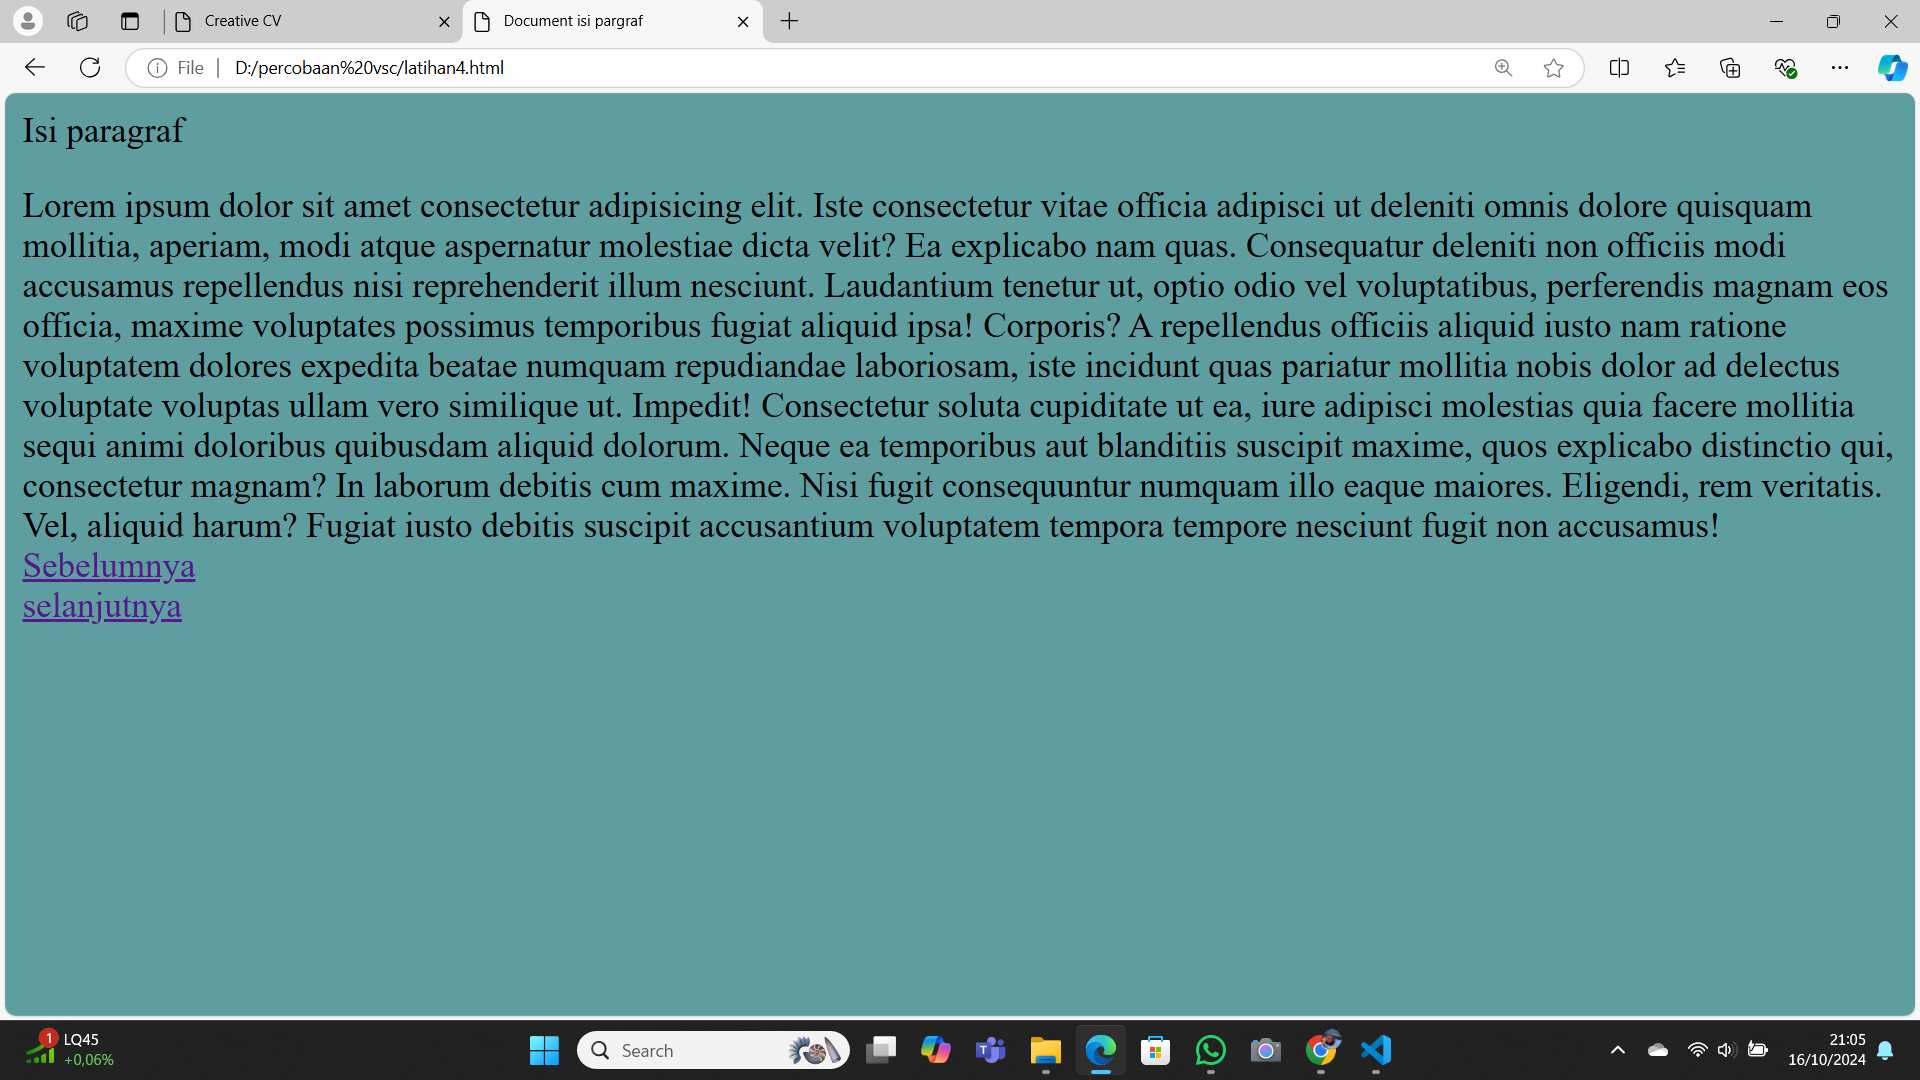 Creative CV
Document isi pargraf
File
D:/percobaan%20vsc/latihan4.html
Isi paragraf
Lorem ipsum dolor sit amet consectetur adipisicing elit. Iste consectetur vitae officia adipisci ut deleniti omnis dolore quisquam
mollitia, aperiam, modi atque aspernatur molestiae dicta velit? Ea explicabo nam quas. Consequatur deleniti non officiis modi
accusamus repellendus nisi reprehenderit illum nesciunt. Laudantium tenetur ut, optio odio vel voluptatibus, perferendis magnam eos
officia, maxime voluptates possimus temporibus fugiat aliquid ipsa! Corporis? A repellendus officiis aliquid iusto nam ratione
voluptatem dolores expedita beatae numquam repudiandae laboriosam, iste incidunt quas pariatur mollitia nobis dolor ad delectus
voluptate voluptas ullam vero similique ut. Impedit! Consectetur soluta cupiditate ut ea, iure adipisci molestias quia facere mollitia
sequi animi doloribus quibusdam aliquid dolorum. Neque ea temporibus aut blanditiis suscipit maxime, quos explicabo distinctio qui,
consectetur magnam? In laborum debitis cum maxime. Nisi fugit consequuntur numquam illo eaque maiores. Eligendi, rem veritatis.
Vel, aliquid harum? Fugiat iusto debitis suscipit accusantium voluptatem tempora tempore nesciunt fugit non accusamus!
Sebelumnya
selanjutnya
1
LQ45
+0,06%
Search
21:05
16/10/2024